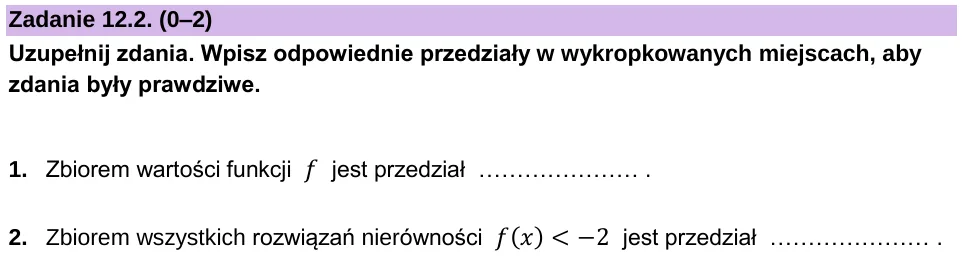 Zadanie 12.2. (0–2)
Uzupełnij zdania. Wpisz odpowiednie przedziały w wykropkowanych miejscach, aby
zdania były prawdziwe.
1. Zbiorem wartości funkcji f jest przedział ..................... .
2. Zbiorem wszystkich rozwiązań nierówności f(x) < −2 jest przedział ..................... .